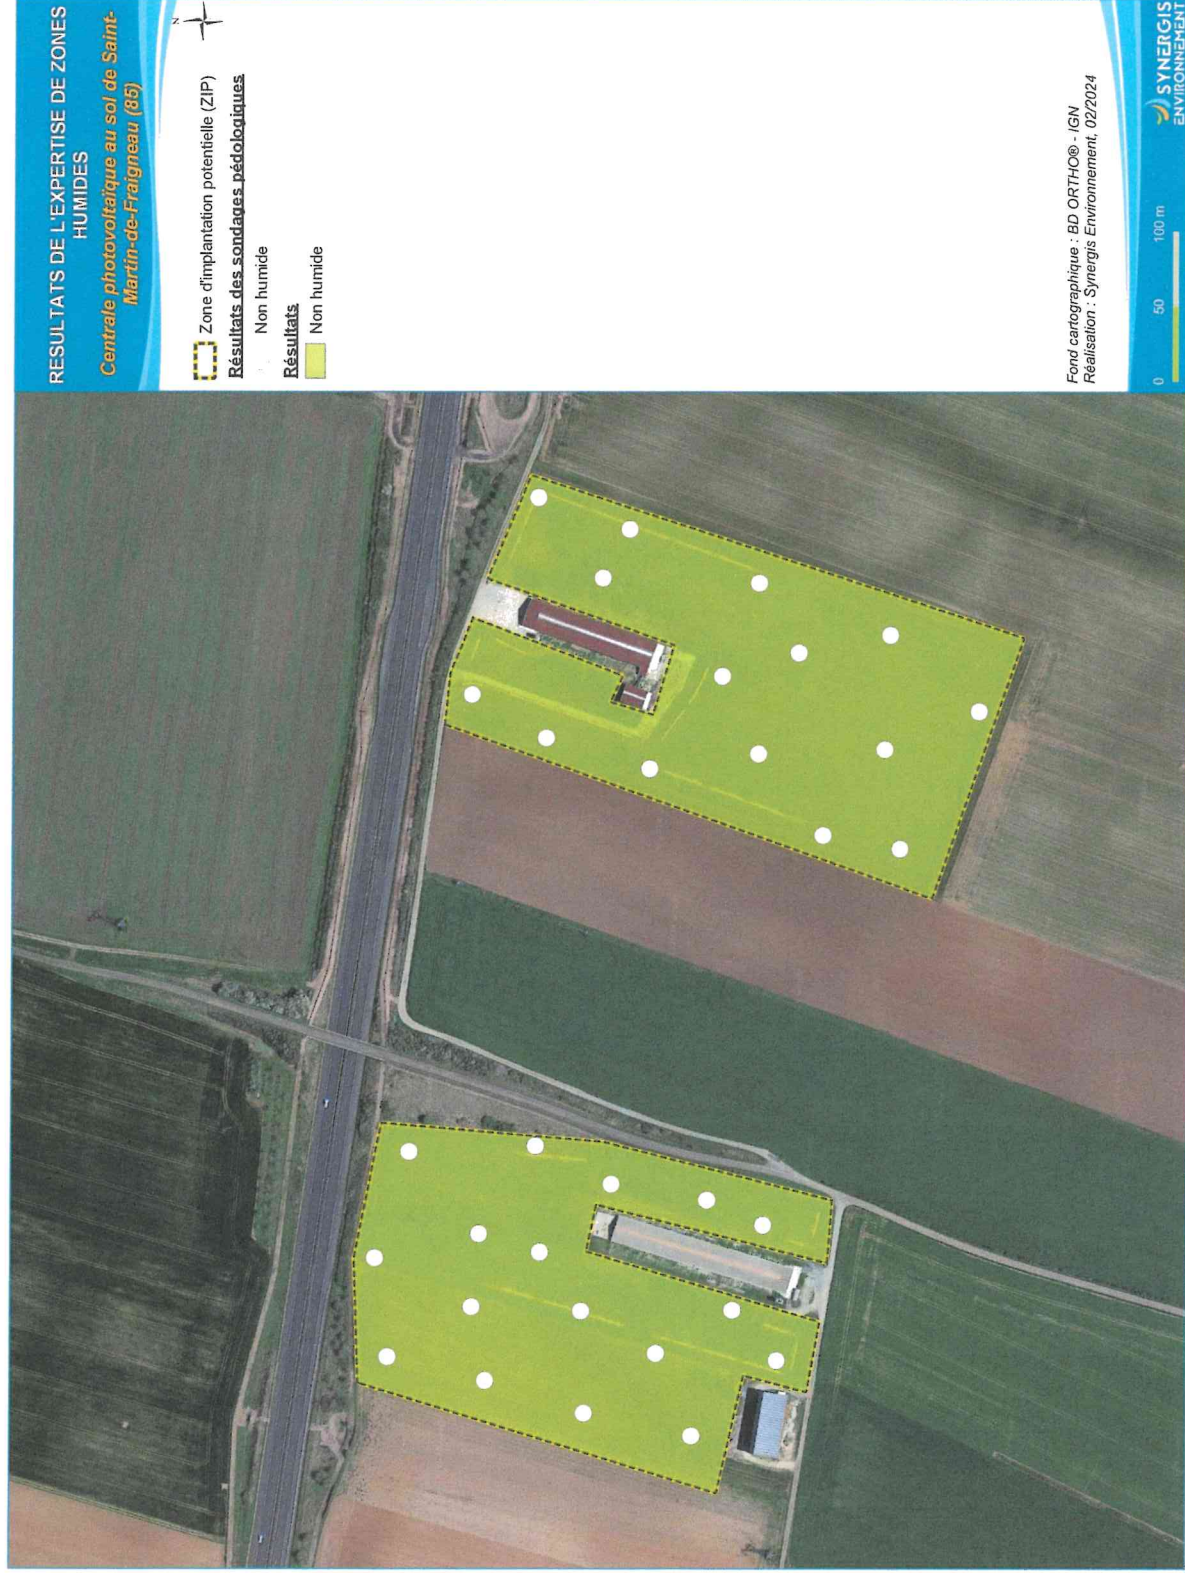 RESULTATS DE L'EXPERTISE DE ZONES
HUMIDES
Centrale photovoltaïque au sol de Saint-
Martin-de-Fraigneau (85)
N
Zone d'implantation potentielle (ZIP)
Résultats des sondages pédologiques
Non humide
Résultats
Non humide
Fond cartographique : BD ORTHO® - IGN
Réalisation : Synergis Environnement, 02/2024
0 50 100 m
SYNERGIS
ENVIRONNEMENT